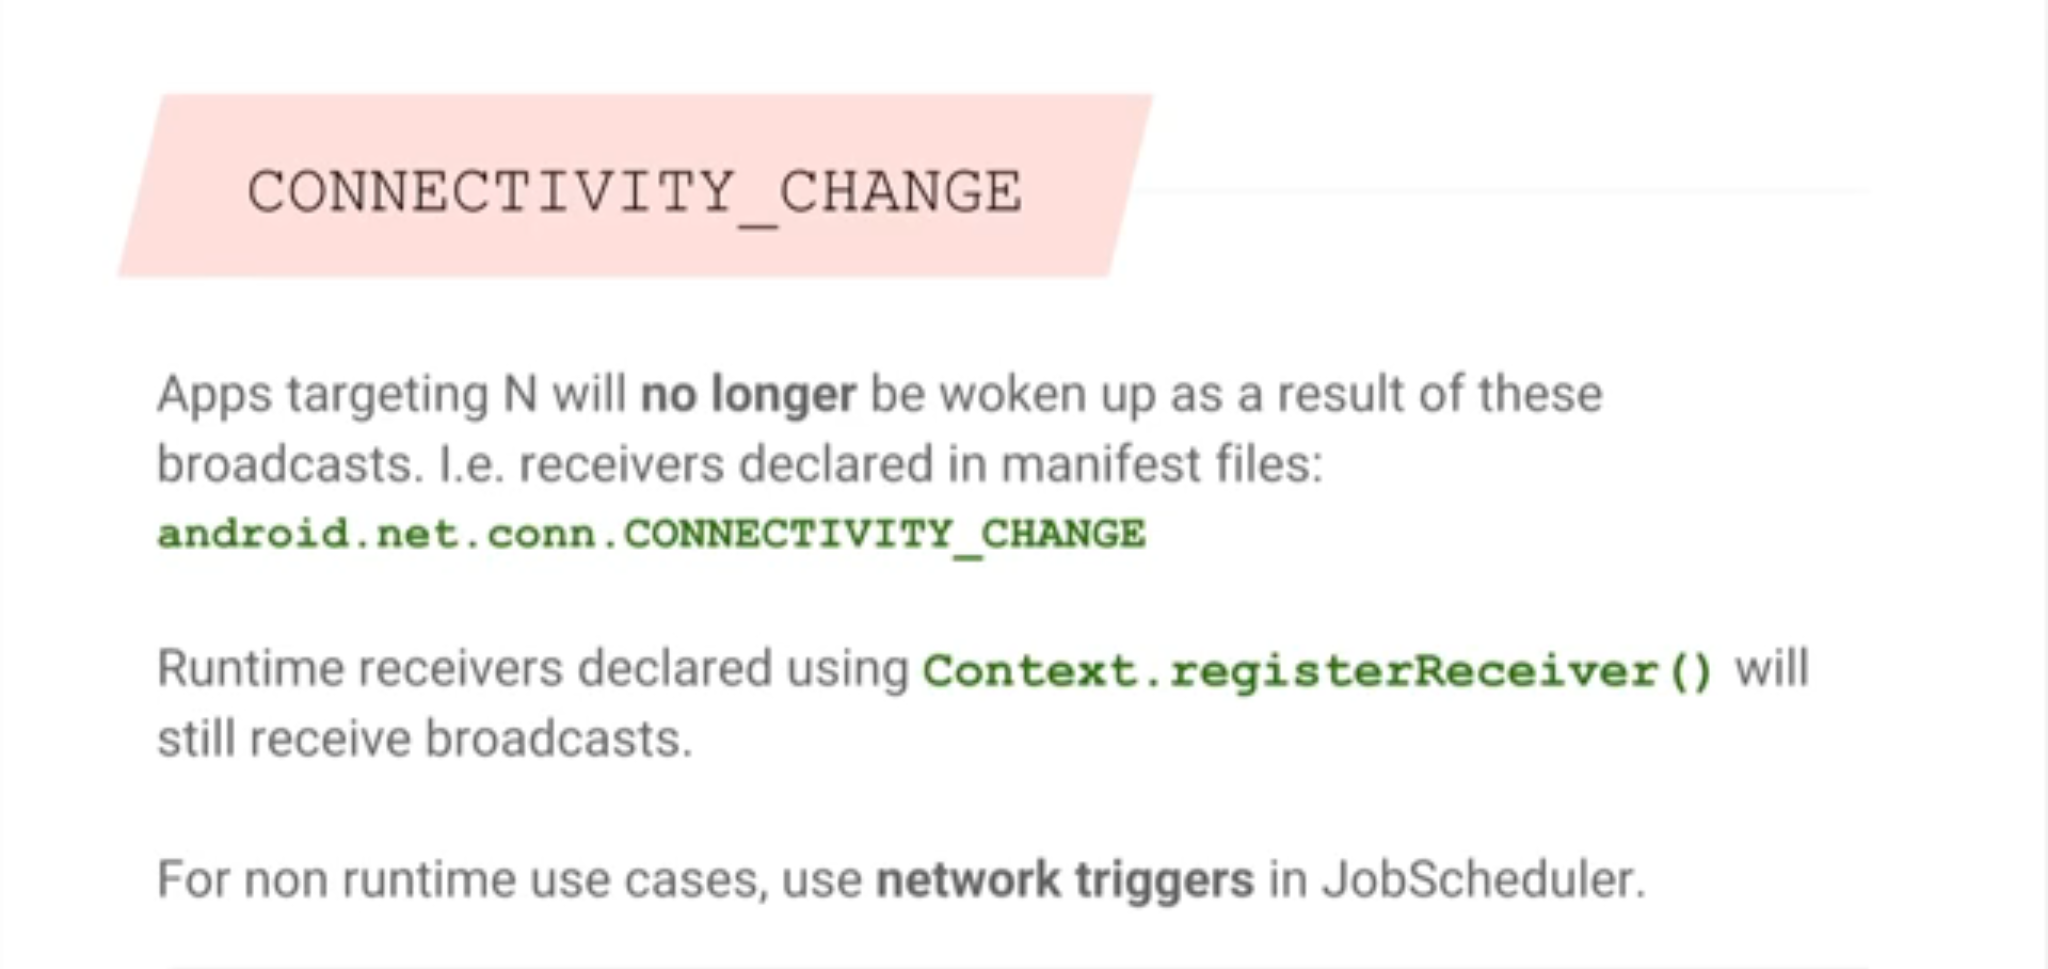 CONNECTIVITY_CHANGE
Apps targeting N will no longer be woken up as a result of these
broadcasts. I.e. receivers declared in manifest files:
android.net.conn.CONNECTIVITY_CHANGE
Runtime receivers declared using Context.registerReceiver() will
still receive broadcasts.
For non runtime use cases, use network triggers in JobScheduler.